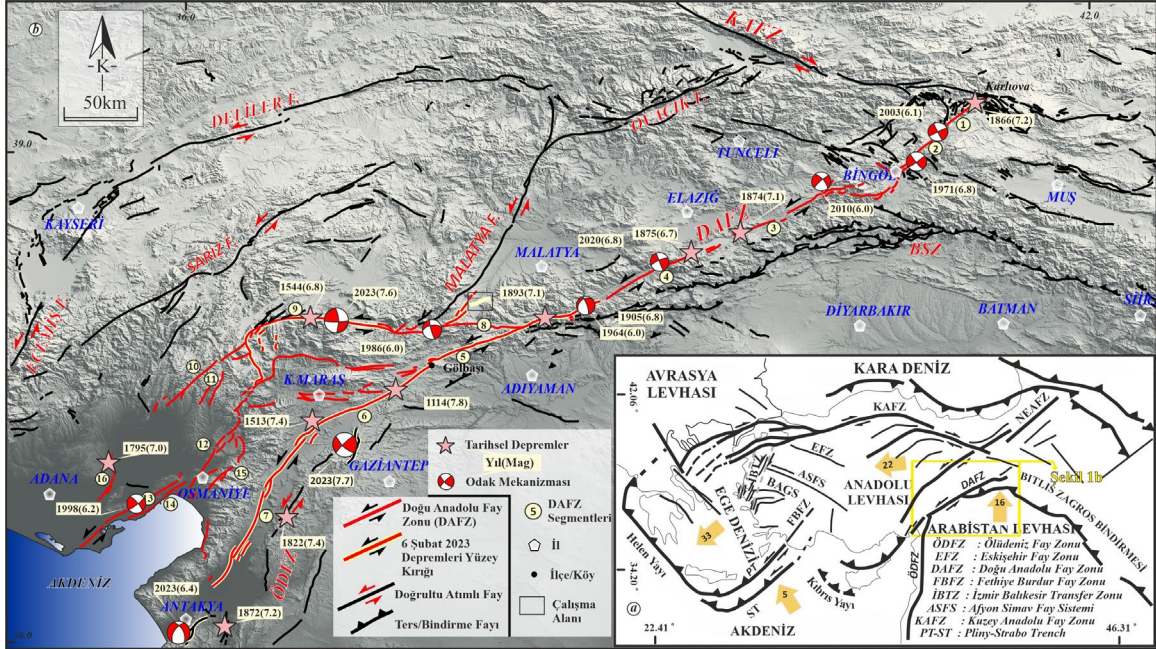 b
36.0
42.0
K
50km
KAFZ
Karlıova
DELİLER F.
OVACIK F.
2003(6.1)
1
1866(7.2)
39.0
TUNCELİ
2
BİNGÖL
1971(6.8)
MUŞ
KAYSERİ
ELAZIĞ
1874(7.1)
2010(6.0)
DAF
3
SARIZ F.
MALATYA F.
MALATYA
2020(6.8)
1875(6.7)
4
BSZ
1544(6.8)
2023(7.6)
1893(7.1)
DİYARBAKIR
BATMAN
SİİR
9
1905(6.8)
8
1964(6.0)
1986(6.0)
5
10
11
K.MARAŞ
Gölbaşı
ADIYAMAN
1114(7.8)
1513(7.4)
6
12
1795(7.0)
ADANA
16
15
OSMANİYE
13
14
1998(6.2)
GAZİANTEP
2023(7.7)
7
1822(7.4)
ÖDFZ
AKDENİZ
2023(6.4)
ANTAKYA
1872(7.2)
36.0
Tarihsel Depremler
Yıl(Mag)
Odak Mekanizması
Doğu Anadolu Fay
Zonu (DAFZ)
6 Şubat 2023
Depremleri Yüzey
Kırığı
Doğrultu Atımlı Fay
Ters/Bindirme Fayı
5
DAFZ
Segmentleri
İl
İlçe/Köy
Çalışma
Alanı
AVRASYA
LEVHASI
KARA DENİZ
42.06
KAFZ
NEAFZ
EFZ
22
İBTZ
ASFS
BAGS
FBFZ
ANADOLU
LEVHASI
Şekil 1b
DAFZ
BİTLİS ZAGROS BİNDİRMESİ
16
EGE DENİZİ
33
Helen Yayı
PT
ST
5
Kıbrıs Yayı
ÖDFZ
ARABİSTAN LEVHASI
34.20
ÖDFZ : Ölüdeniz Fay Zonu
EFZ : Eskişehir Fay Zonu
DAFZ : Doğu Anadolu Fay Zonu
FBFZ : Fethiye Burdur Fay Zonu
İBTZ : İzmir Balıkesir Transfer Zonu
ASFS : Afyon Simav Fay Sistemi
KAFZ : Kuzey Anadolu Fay Zonu
PT-ST : Pliny-Strabo Trench
a
22.41 °
AKDENİZ
46.31 °